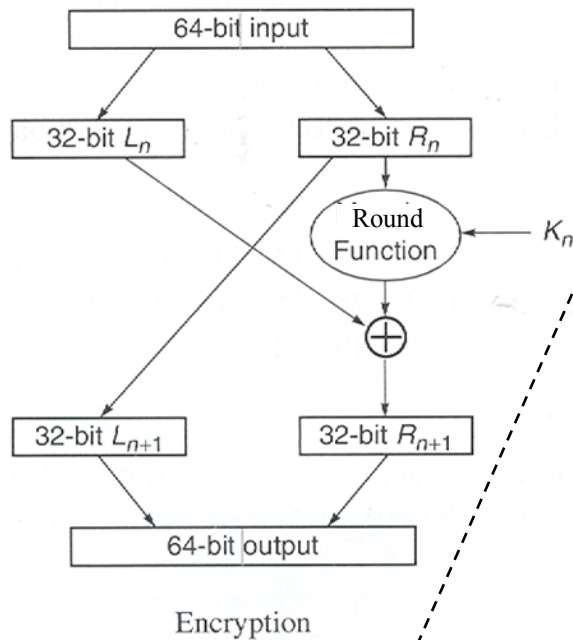 64-bit input
32-bit Lₙ
32-bit Rₙ
Round
Function
Kₙ
32-bit Lₙ₊₁
32-bit Rₙ₊₁
64-bit output
Encryption